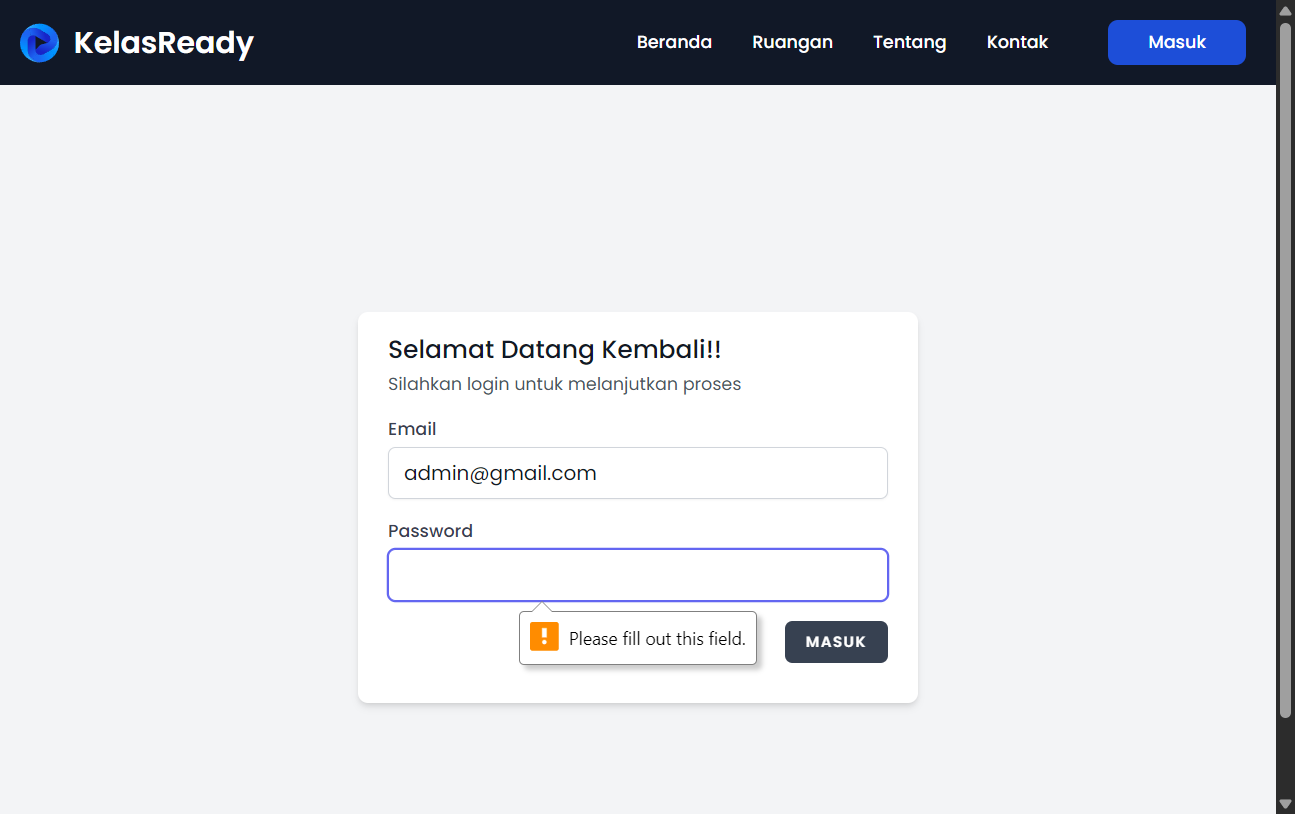 KelasReady
Beranda Ruangan Tentang Kontak Masuk
Selamat Datang Kembali!!
Silahkan login untuk melanjutkan proses
Email
admin@gmail.com
Password
Please fill out this field.
MASUK